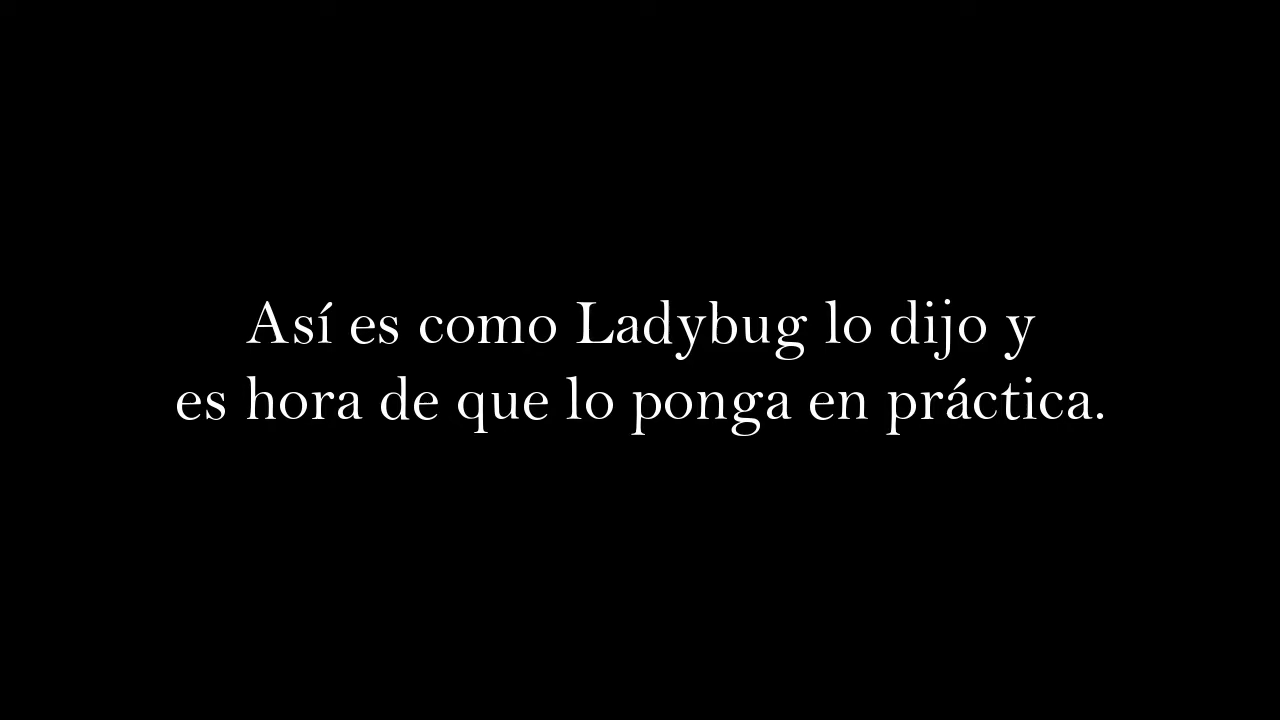 Así es como Ladybug lo dijo y
es hora de que lo ponga en práctica.